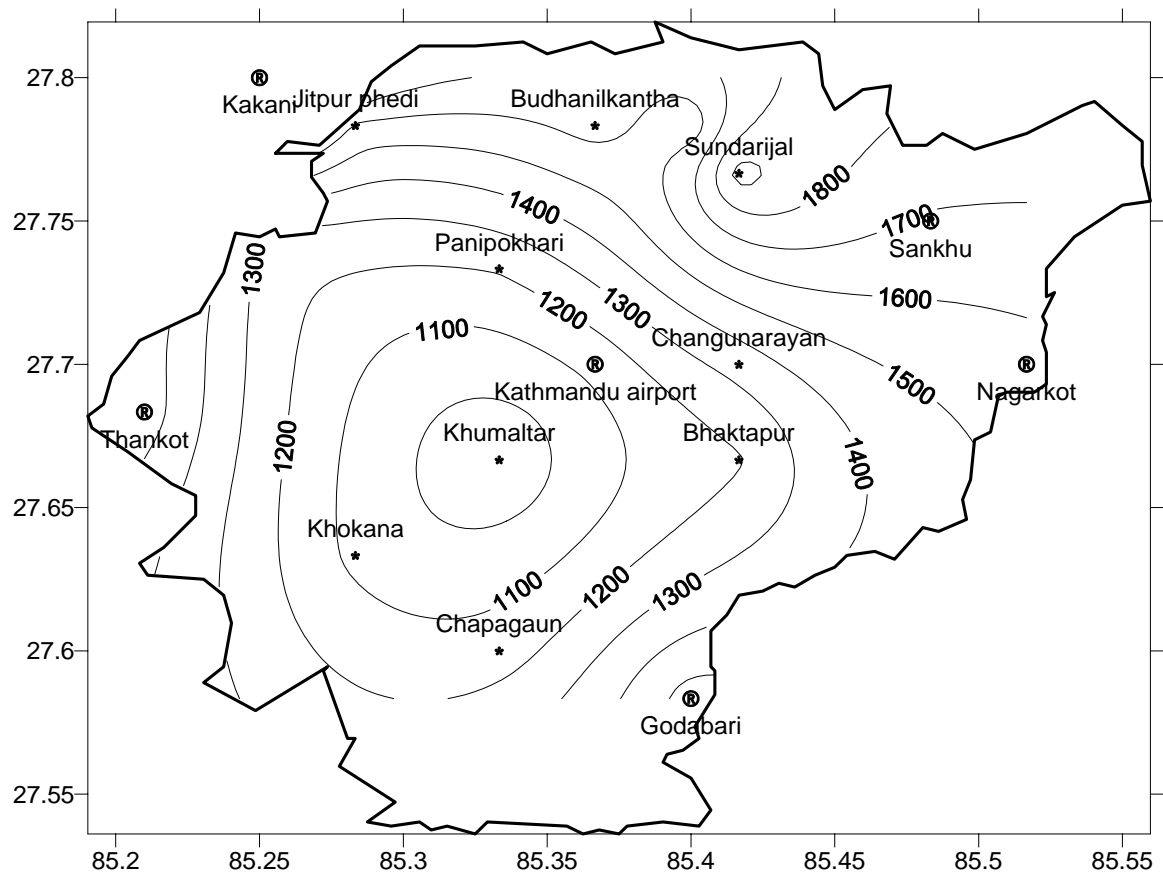 27.8
Kakani
Jitpur phedi
Budhanilkantha
Sundarijal
1800
27.75
1400
1700
Sankhu
Panipokhari
1300
1600
1200
1300
1100
Changunarayan
27.7
1500
Kathmandu airport
Nagarkot
Thankot
1200
Khumaltar
Bhaktapur
1400
27.65
Khokana
1100
1200
1300
Chapagaun
27.6
Godabari
27.55
85.2 85.25 85.3 85.35 85.4 85.45 85.5 85.55